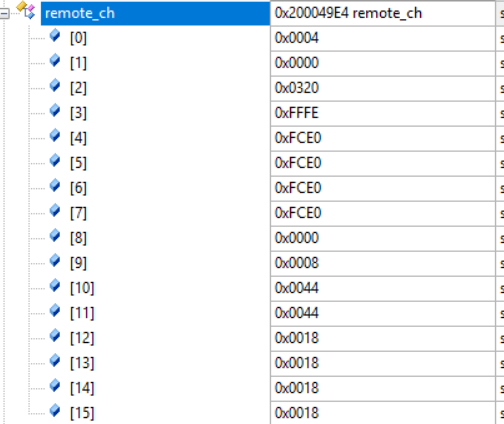 remote_ch 0x200049E4 remote_ch s
[0] 0x0004 s
[1] 0x0000 s
[2] 0x0320 s
[3] 0xFFFE s
[4] 0xFCE0 s
[5] 0xFCE0 s
[6] 0xFCE0 s
[7] 0xFCE0 s
[8] 0x0000 s
[9] 0x0008 s
[10] 0x0044 s
[11] 0x0044 s
[12] 0x0018 s
[13] 0x0018 s
[14] 0x0018 s
[15] 0x0018 s